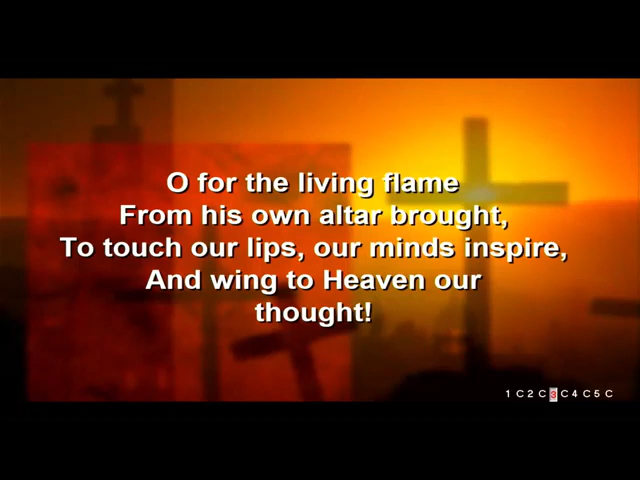 O for the living flame
From his own altar brought,
To touch our lips, our minds inspire,
And wing to Heaven our
thought!
1 C 2 C 3 C 4 C 5 C